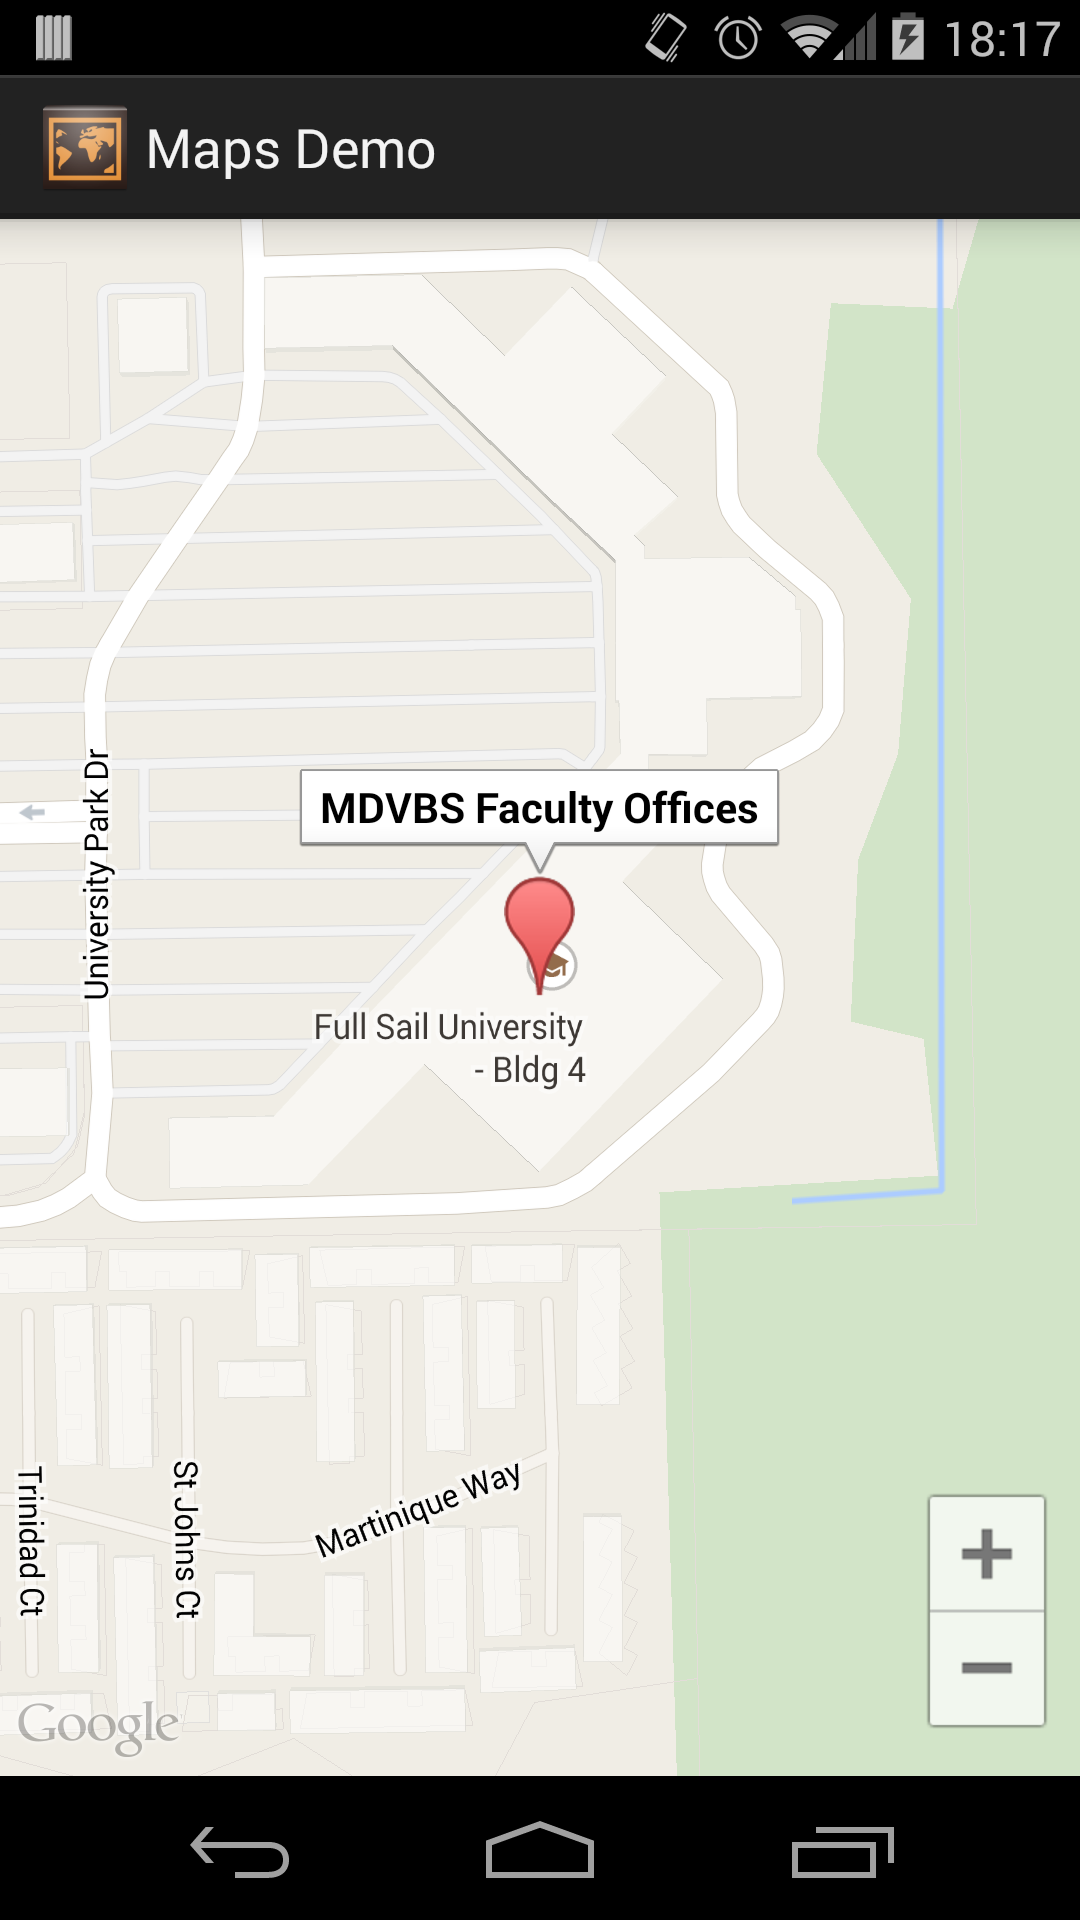 18:17
Maps Demo
University Park Dr
MDVBS Faculty Offices
Full Sail University
- Bldg 4
Trinidad Ct
St Johns Ct
Martinique Way
+
−
Google